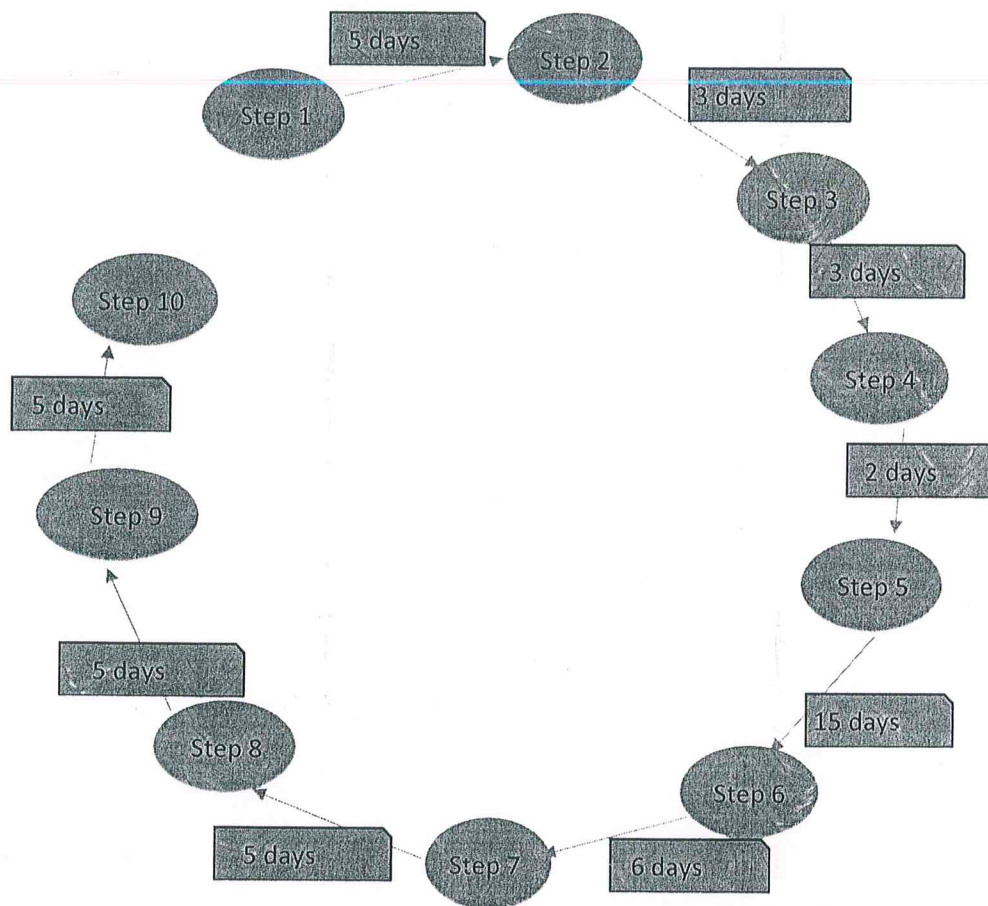 Step 1
5 days
Step 2
3 days
Step 3
3 days
Step 4
2 days
Step 5
15 days
Step 6
6 days
Step 7
5 days
Step 8
5 days
Step 9
5 days
Step 10